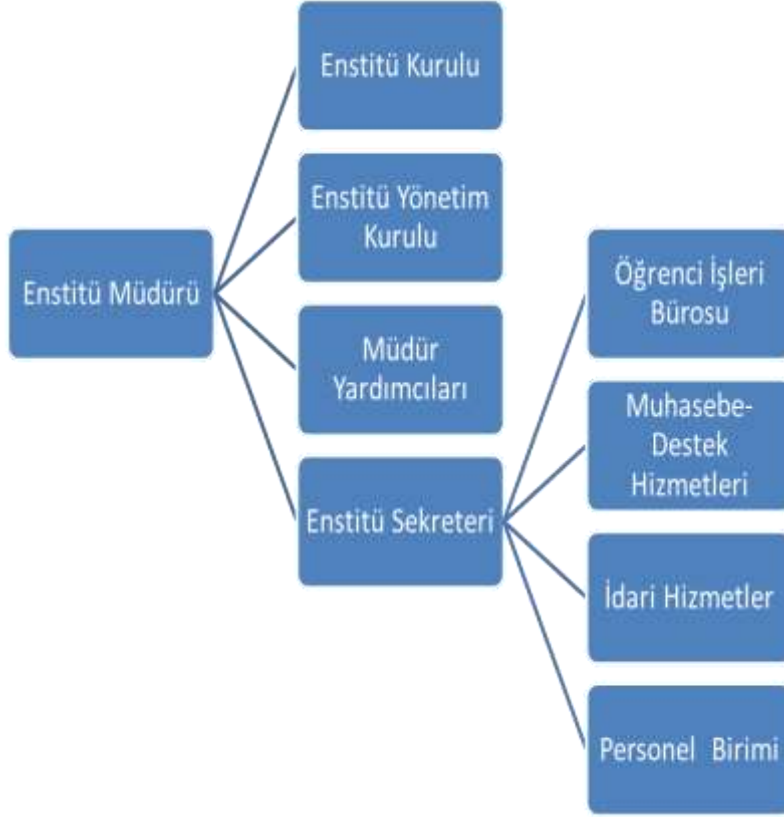 Enstitü Müdürü
Enstitü Kurulu
Enstitü Yönetim
Kurulu
Müdür
Yardımcıları
Enstitü Sekreteri
Öğrenci İşleri
Bürosu
Muhasebe-
Destek
Hizmetleri
İdari Hizmetler
Personel Birimi